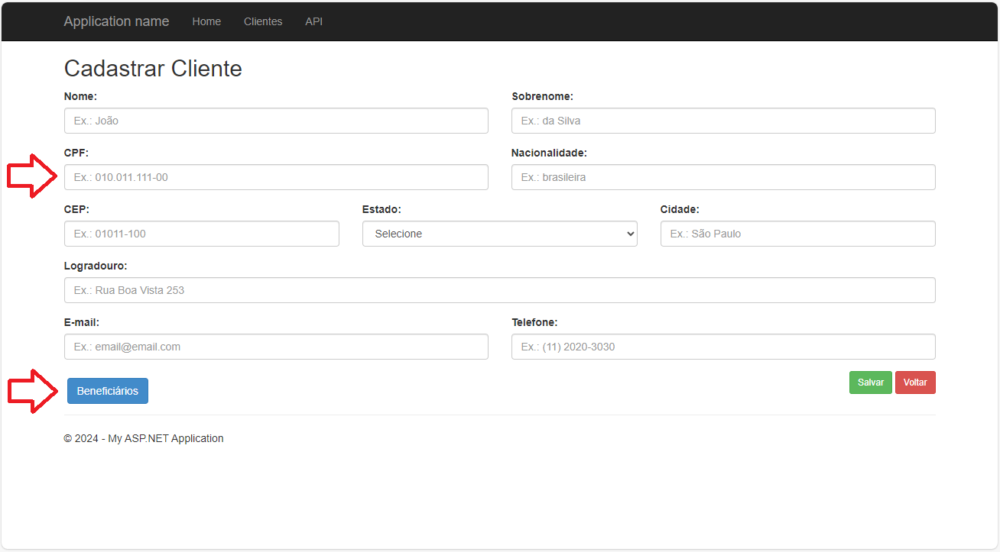 Application name Home Clientes API
Cadastrar Cliente
Nome: Sobrenome:
Ex.: João Ex.: da Silva
CPF: Nacionalidade:
Ex.: 010.011.111-00 Ex.: brasileira
CEP: Estado: Cidade:
Ex.: 01011-100 Selecione Ex.: São Paulo
Logradouro:
Ex.: Rua Boa Vista 253
E-mail: Telefone:
Ex.: email@email.com Ex.: (11) 2020-3030
Beneficiários Salvar Voltar
© 2024 - My ASP.NET Application